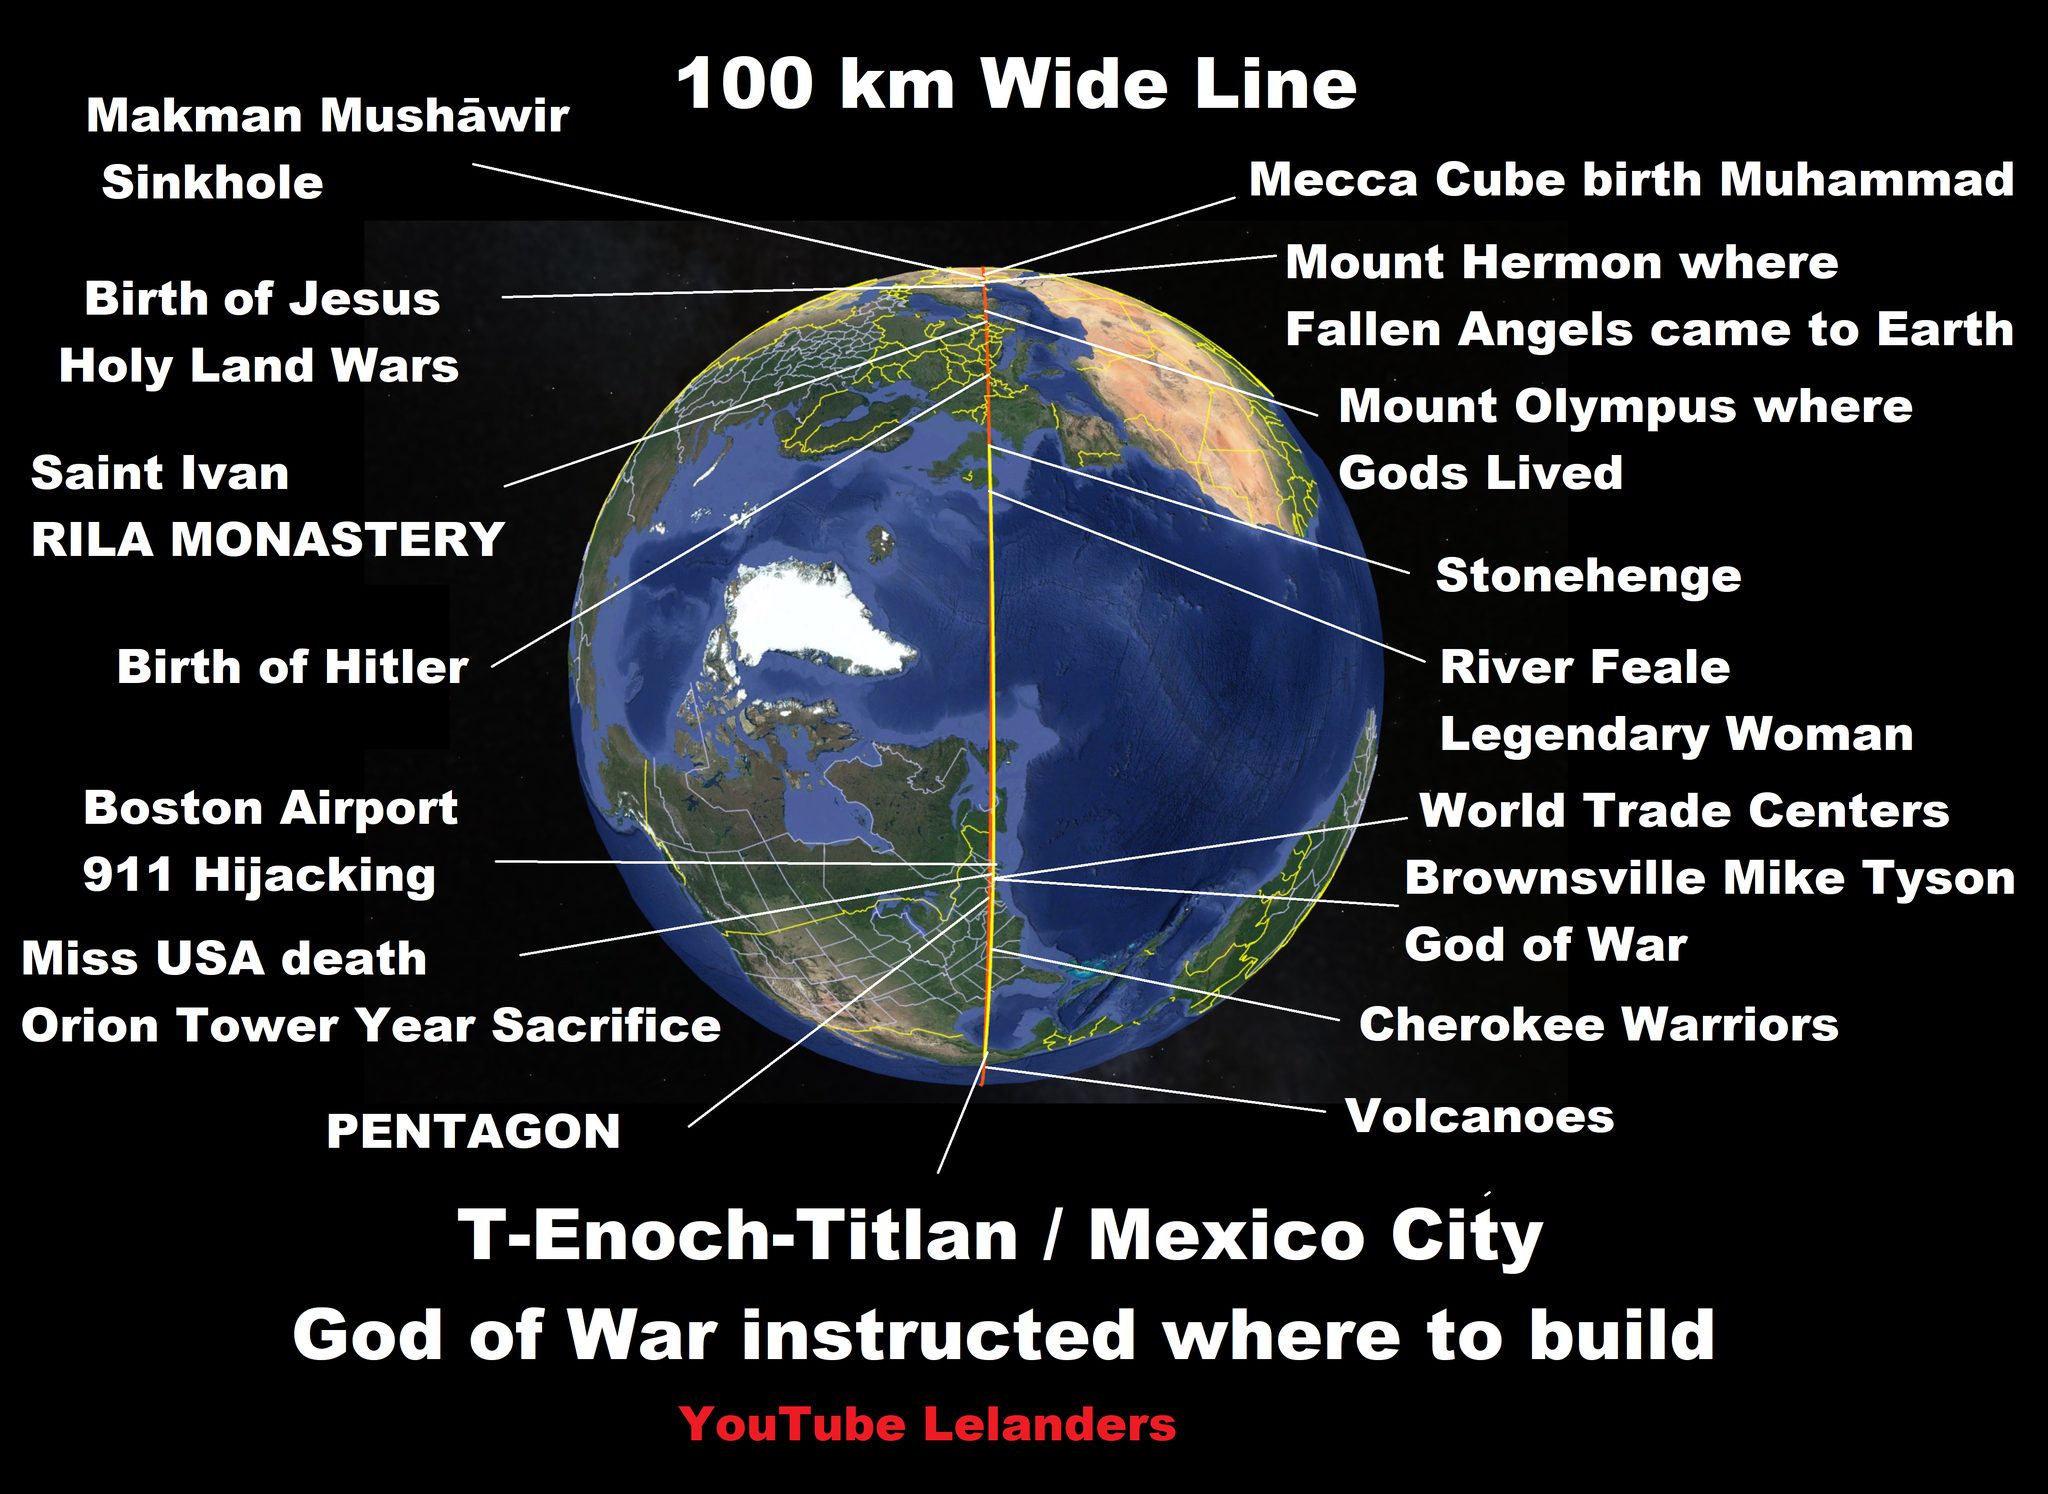 100 km Wide Line
Makman Mushāwir
Sinkhole
Birth of Jesus
Holy Land Wars
Saint Ivan
RILA MONASTERY
Birth of Hitler
Boston Airport
911 Hijacking
Miss USA death
Orion Tower Year Sacrifice
PENTAGON
Mecca Cube birth Muhammad
Mount Hermon where
Fallen Angels came to Earth
Mount Olympus where
Gods Lived
Stonehenge
River Feale
Legendary Woman
World Trade Centers
Brownsville Mike Tyson
God of War
Cherokee Warriors
Volcanoes
T-Enoch-Titlan / Mexico City
God of War instructed where to build
YouTube Lelanders